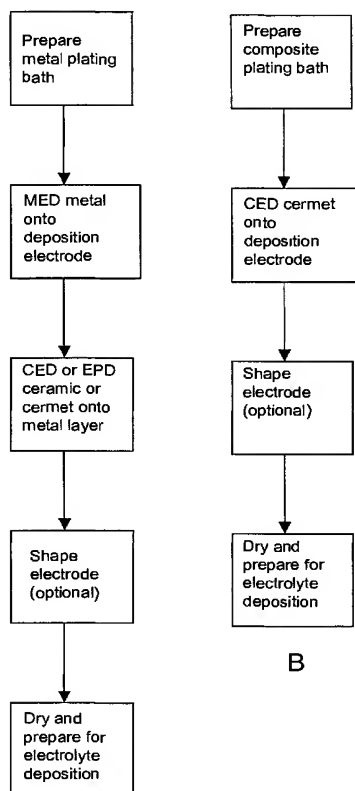 Prepare
metal plating
bath
MED metal
onto
deposition
electrode
CED or EPD
ceramic or
cermet onto
metal layer
Shape
electrode
(optional)
Dry and
prepare for
electrolyte
deposition
Prepare
composite
plating bath
CED cermet
onto
deposition
electrode
Shape
electrode
(optional)
Dry and
prepare for
electrolyte
deposition
B